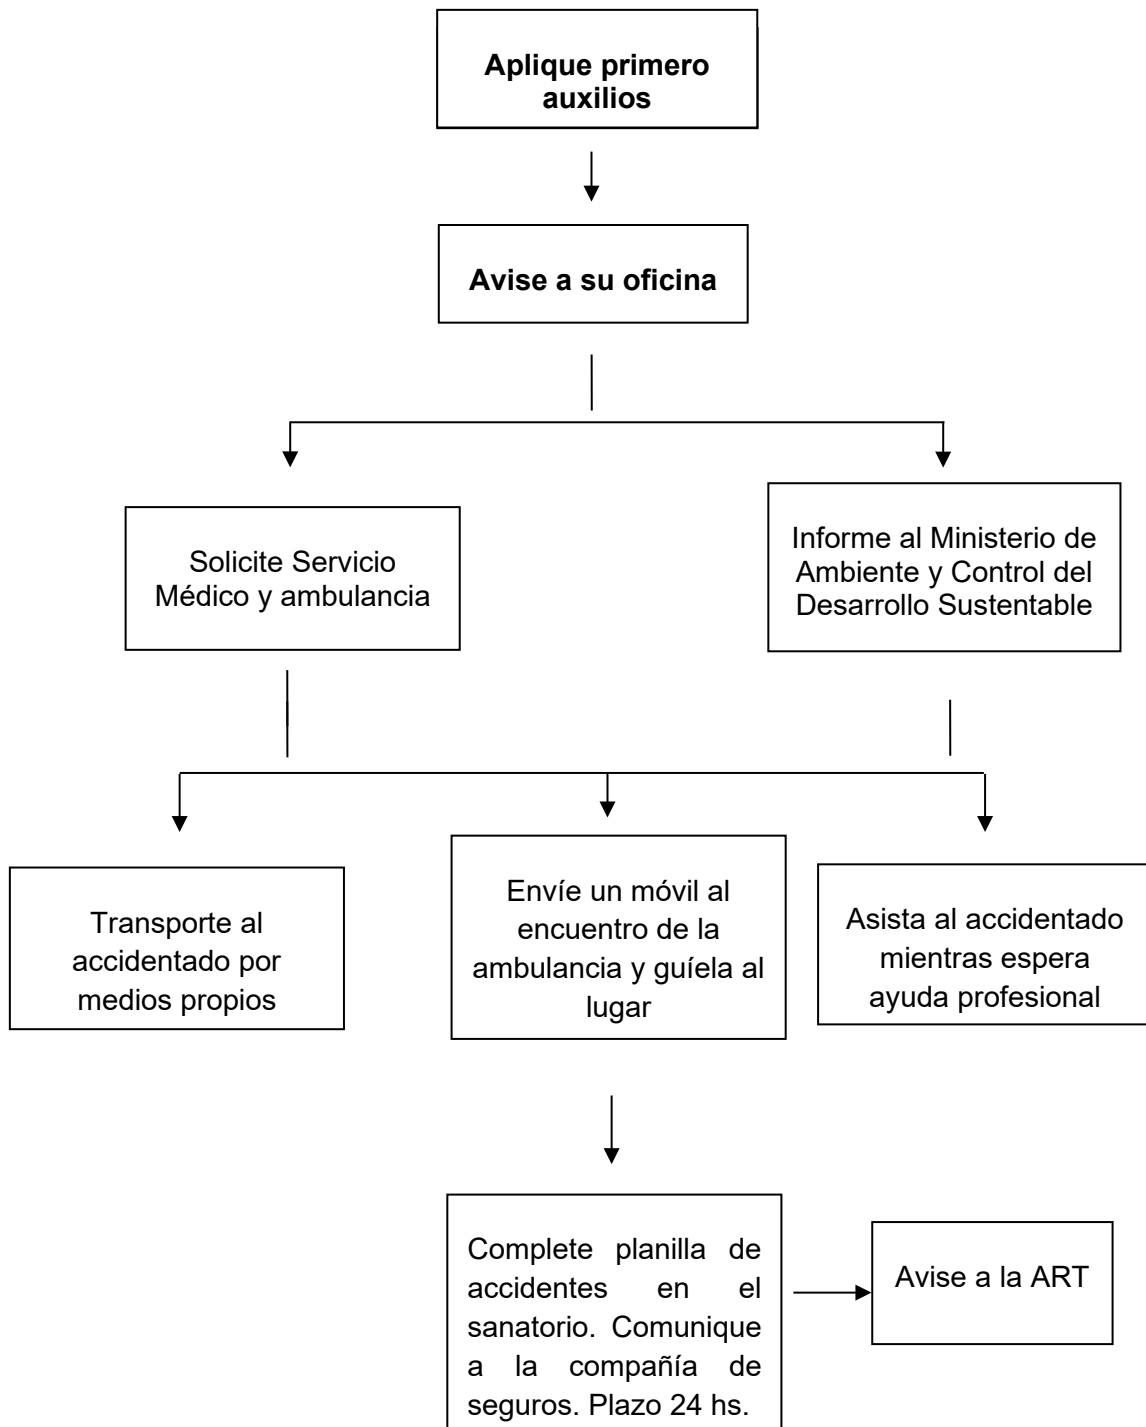 Aplique primero
auxilios
Avise a su oficina
Solicite Servicio
Médico y ambulancia
Informe al Ministerio de
Ambiente y Control del
Desarrollo Sustentable
Transporte al
accidentado por
medios propios
Envíe un móvil al
encuentro de la
ambulancia y guíela al
lugar
Asista al accidentado
mientras espera
ayuda profesional
Complete planilla de
accidentes en el
sanatorio. Comunique
a la compañía de
seguros. Plazo 24 hs.
Avise a la ART